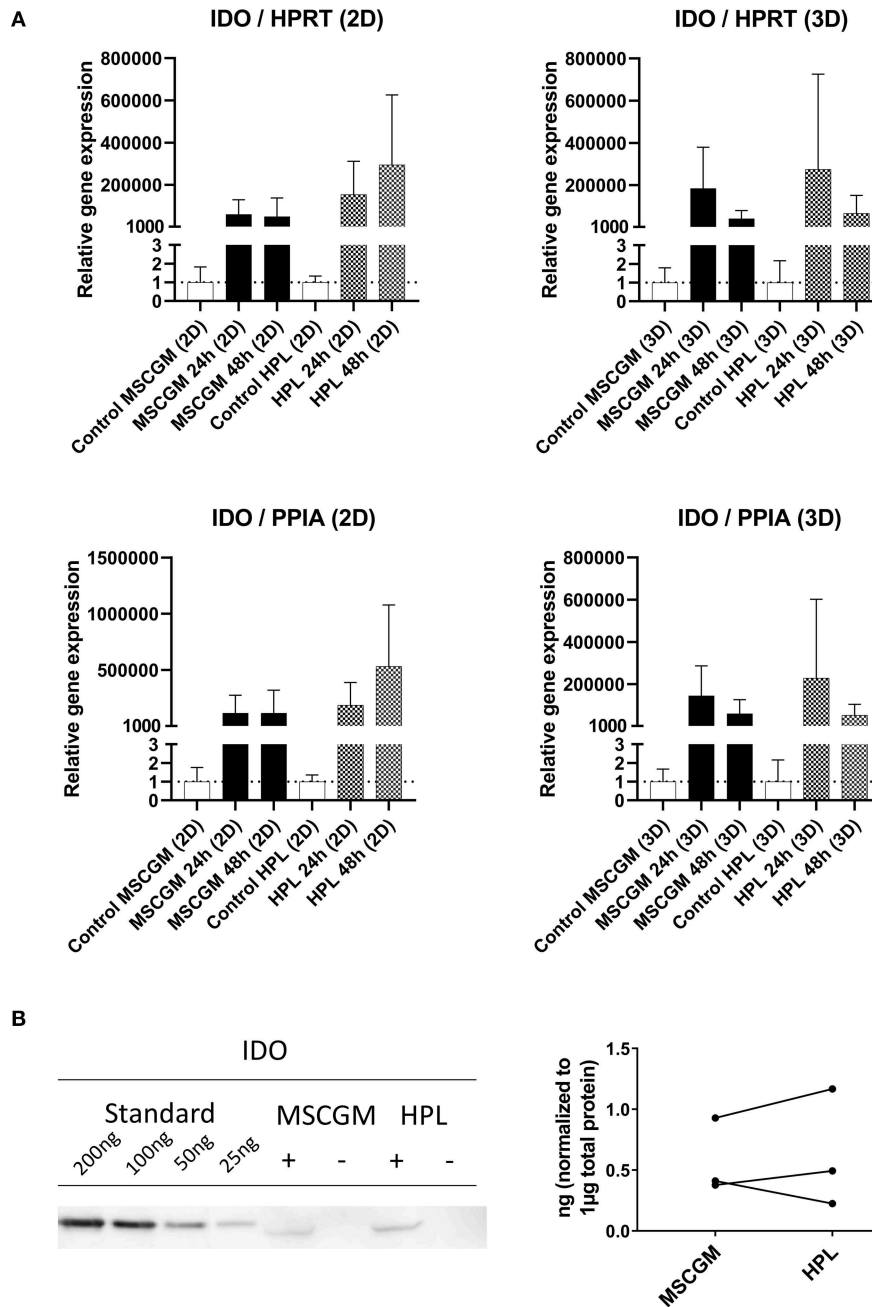 A
IDO / HPRT (2D)
Relative gene expression
800000
600000
400000
200000
1000
3
2
1
0
Control MSCGM (2D)
MSCGM 24h (2D)
MSCGM 48h (2D)
Control HPL (2D)
HPL 24h (2D)
HPL 48h (2D)
IDO / HPRT (3D)
Relative gene expression
800000
600000
400000
200000
1000
3
2
1
0
Control MSCGM (3D)
MSCGM 24h (3D)
MSCGM 48h (3D)
Control HPL (3D)
HPL 24h (3D)
HPL 48h (3D)
IDO / PPIA (2D)
Relative gene expression
1500000
1000000
500000
1000
3
2
1
0
Control MSCGM (2D)
MSCGM 24h (2D)
MSCGM 48h (2D)
Control HPL (2D)
HPL 24h (2D)
HPL 48h (2D)
IDO / PPIA (3D)
Relative gene expression
800000
600000
400000
200000
1000
3
2
1
0
Control MSCGM (3D)
MSCGM 24h (3D)
MSCGM 48h (3D)
Control HPL (3D)
HPL 24h (3D)
HPL 48h (3D)
B
IDO
Standard MSCGM HPL
200ng 100ng 50ng 25ng + - + -
ng (normalized to
1µg total protein)
1.5
1.0
0.5
0.0
MSCGM
HPL